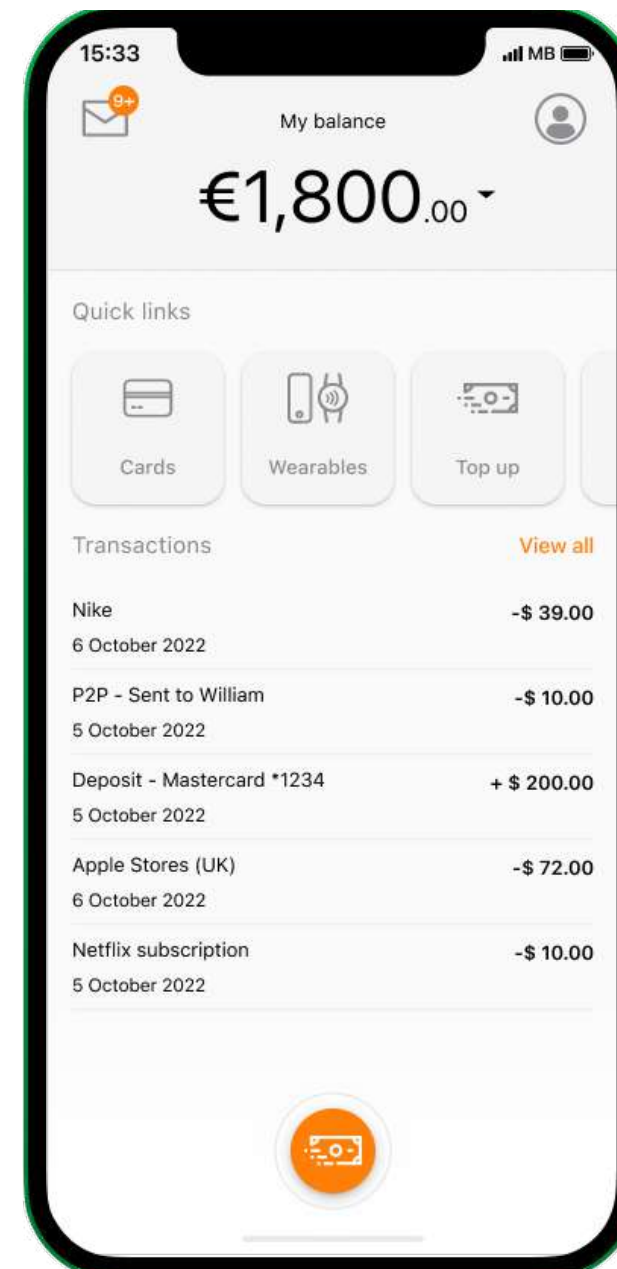 15:33 MB
9+
My balance
€1,800.00
Quick links
Cards Wearables Top up
Transactions View all
Nike -$ 39.00
6 October 2022
P2P - Sent to William -$ 10.00
5 October 2022
Deposit - Mastercard *1234 + $ 200.00
5 October 2022
Apple Stores (UK) -$ 72.00
6 October 2022
Netflix subscription -$ 10.00
5 October 2022